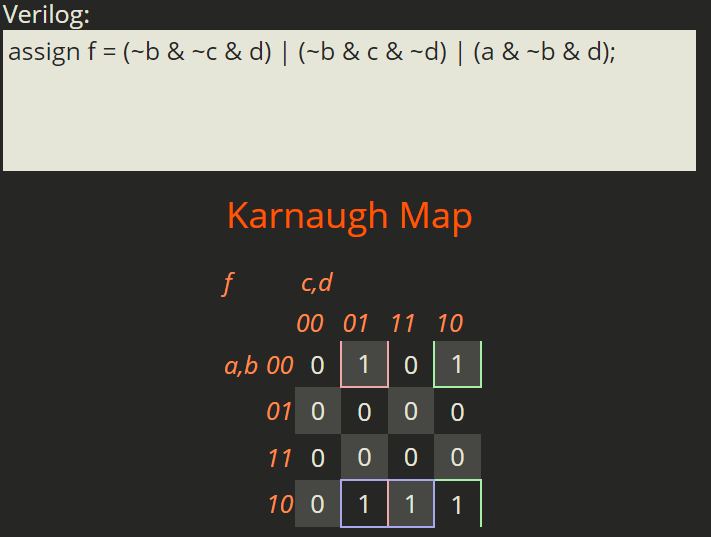 Verilog:
assign f = (~b & ~c & d) | (~b & c & ~d) | (a & ~b & d);
Karnaugh Map
f c,d
00 01 11 10
a,b 00 0 1 0 1
01 0 0 0 0
11 0 0 0 0
10 0 1 1 1